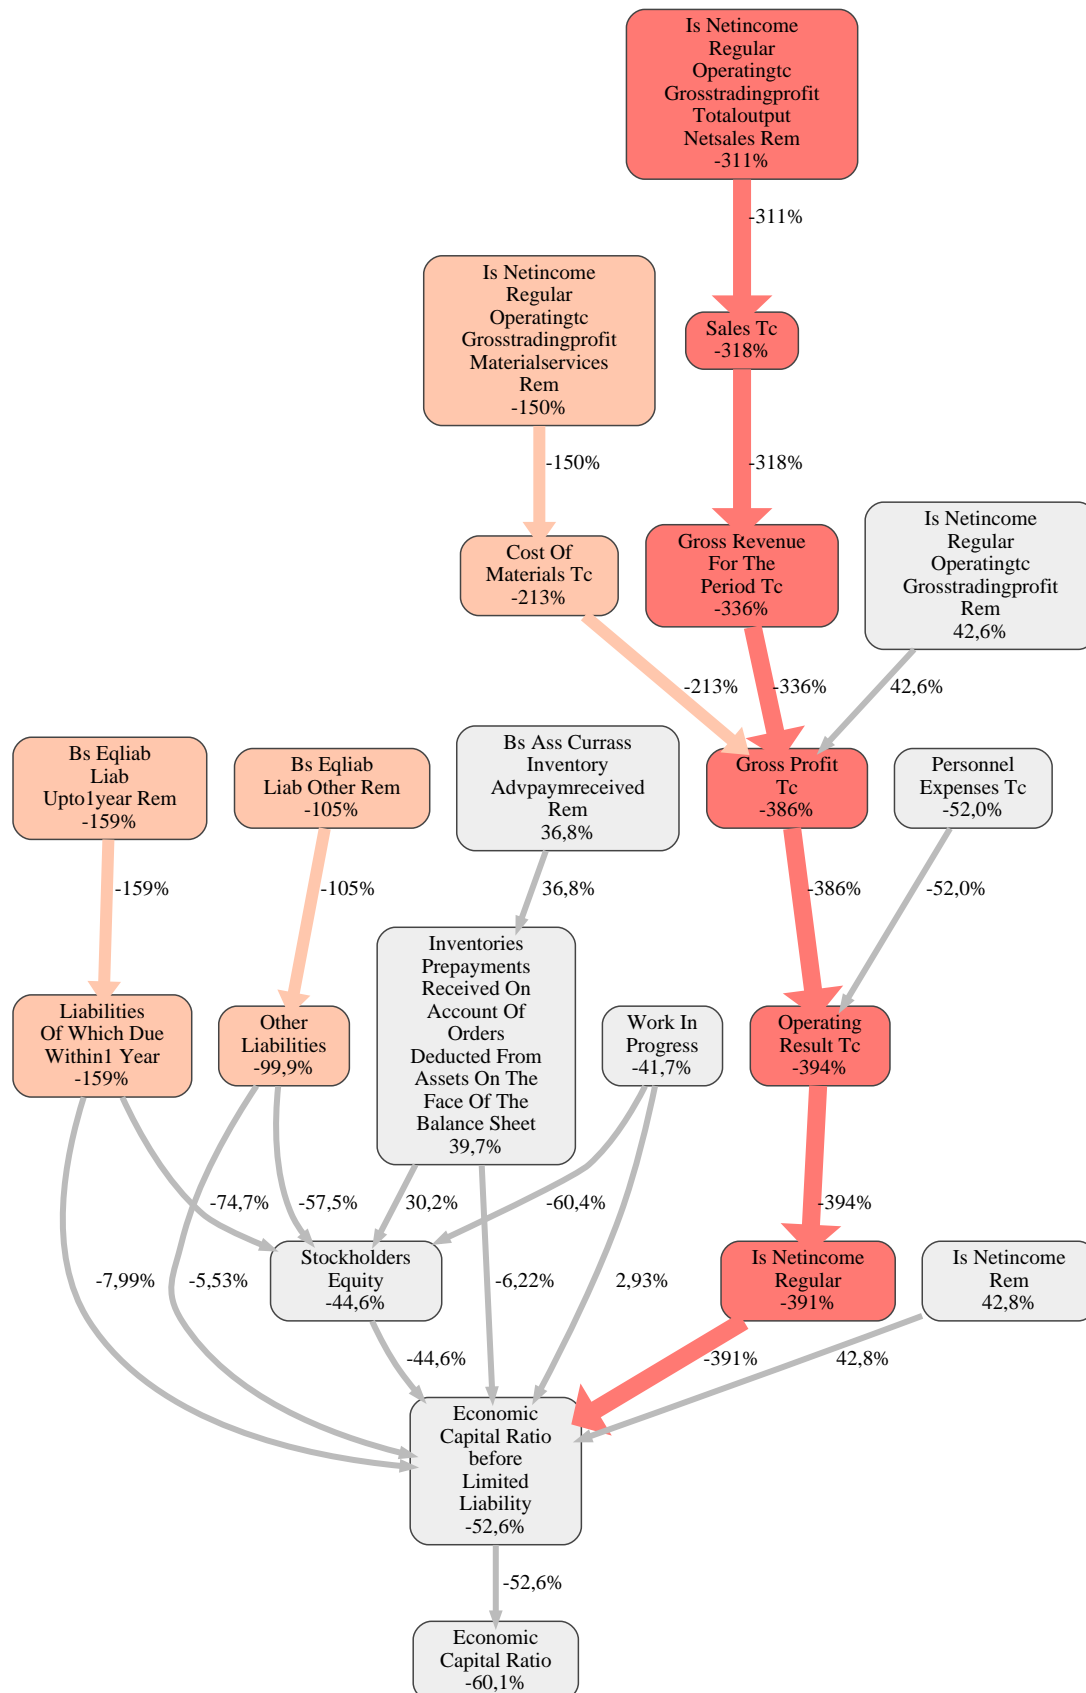 Is Netincome
Regular
Operatingtc
Grosstradingprofit
Totaloutput
Netsales Rem
-311%
-311%
Is Netincome
Regular
Operatingtc
Grosstradingprofit
Materialservices
Rem
-150%
Sales Tc
-318%
-150%
-318%
Is Netincome
Regular
Operatingtc
Grosstradingprofit
Rem
42,6%
Cost Of
Materials Tc
-213%
Gross Revenue
For The
Period Tc
-336%
-213%
-336%
42,6%
Bs Eqliab
Liab
Upto1year Rem
-159%
Bs Eqliab
Liab Other Rem
-105%
Bs Ass Currass
Inventory
Advpaymreceived
Rem
36,8%
Gross Profit
Tc
-386%
Personnel
Expenses Tc
-52,0%
-159%
-105%
36,8%
-386%
-52,0%
Liabilities
Of Which Due
Within1 Year
-159%
Other
Liabilities
-99,9%
Inventories
Prepayments
Received On
Account Of
Orders
Deducted From
Assets On The
Face Of The
Balance Sheet
39,7%
Work In
Progress
-41,7%
Operating
Result Tc
-394%
-74,7%
-57,5%
30,2%
-60,4%
-394%
Stockholders
Equity
-44,6%
Is Netincome
Regular
-391%
Is Netincome
Rem
42,8%
-7,99%
-5,53%
-6,22%
2,93%
-44,6%
-391%
42,8%
Economic
Capital Ratio
before
Limited
Liability
-52,6%
-52,6%
Economic
Capital Ratio
-60,1%